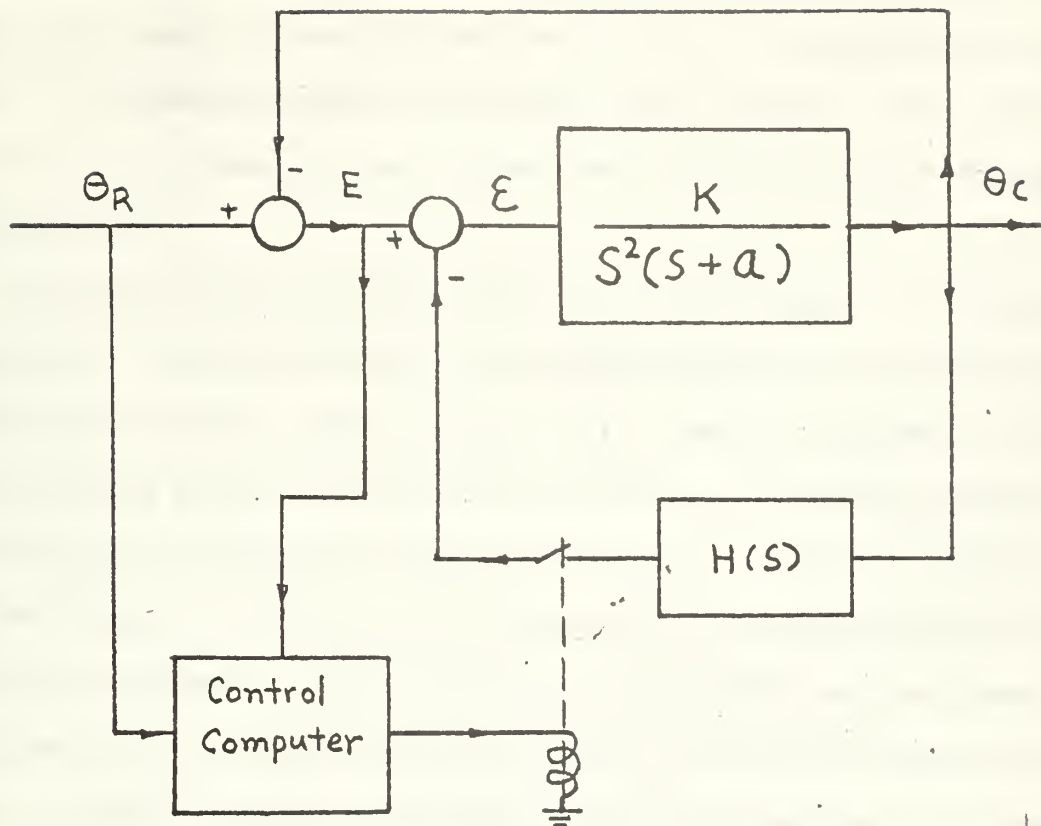 -
θR
+
E
+
-
ε
K
S²(S + a)
θc
H(S)
Control
Computer